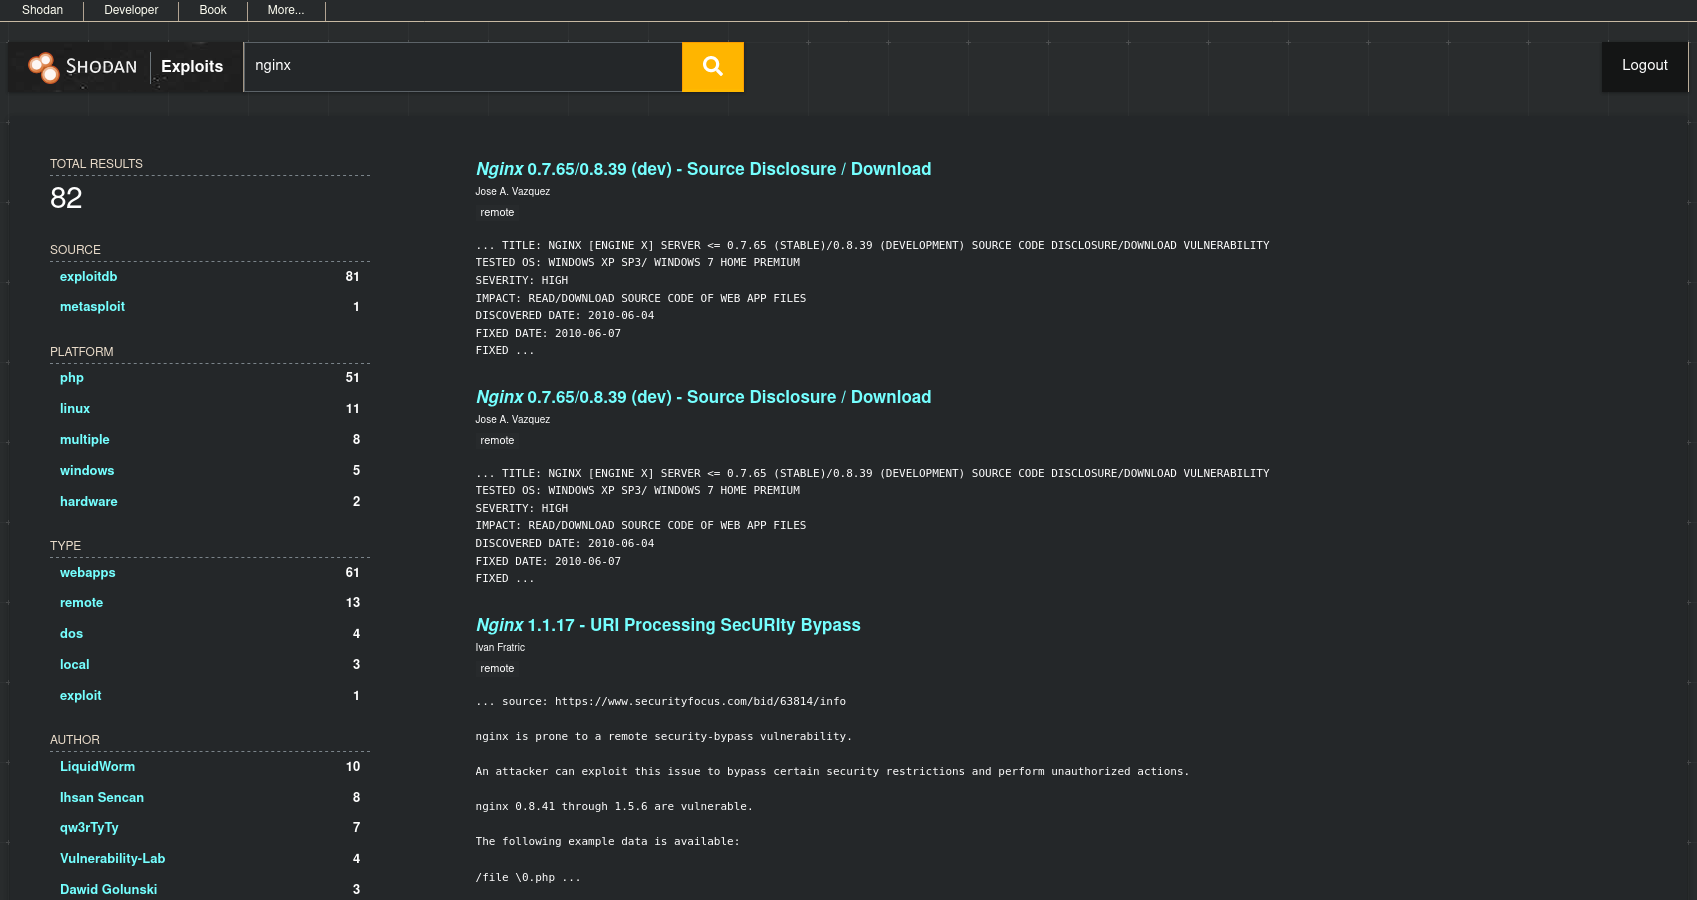 Shodan Developer Book More...
SHODAN Exploits nginx Logout
TOTAL RESULTS
82
SOURCE
exploitdb 81
metasploit 1
PLATFORM
php 51
linux 11
multiple 8
windows 5
hardware 2
TYPE
webapps 61
remote 13
dos 4
local 3
exploit 1
AUTHOR
LiquidWorm 10
Ihsan Sencan 8
qw3rTyTy 7
Vulnerability-Lab 4
Dawid Golunski 3
Nginx 0.7.65/0.8.39 (dev) - Source Disclosure / Download
Jose A. Vazquez
remote
... TITLE: NGINX [ENGINE X] SERVER <= 0.7.65 (STABLE)/0.8.39 (DEVELOPMENT) SOURCE CODE DISCLOSURE/DOWNLOAD VULNERABILITY
TESTED OS: WINDOWS XP SP3/ WINDOWS 7 HOME PREMIUM
SEVERITY: HIGH
IMPACT: READ/DOWNLOAD SOURCE CODE OF WEB APP FILES
DISCOVERED DATE: 2010-06-04
FIXED DATE: 2010-06-07
FIXED ...
Nginx 0.7.65/0.8.39 (dev) - Source Disclosure / Download
Jose A. Vazquez
remote
... TITLE: NGINX [ENGINE X] SERVER <= 0.7.65 (STABLE)/0.8.39 (DEVELOPMENT) SOURCE CODE DISCLOSURE/DOWNLOAD VULNERABILITY
TESTED OS: WINDOWS XP SP3/ WINDOWS 7 HOME PREMIUM
SEVERITY: HIGH
IMPACT: READ/DOWNLOAD SOURCE CODE OF WEB APP FILES
DISCOVERED DATE: 2010-06-04
FIXED DATE: 2010-06-07
FIXED ...
Nginx 1.1.17 - URI Processing SecURIty Bypass
Ivan Fratric
remote
... source: https://www.securityfocus.com/bid/63814/info
nginx is prone to a remote security-bypass vulnerability.
An attacker can exploit this issue to bypass certain security restrictions and perform unauthorized actions.
nginx 0.8.41 through 1.5.6 are vulnerable.
The following example data is available:
/file \0.php ...